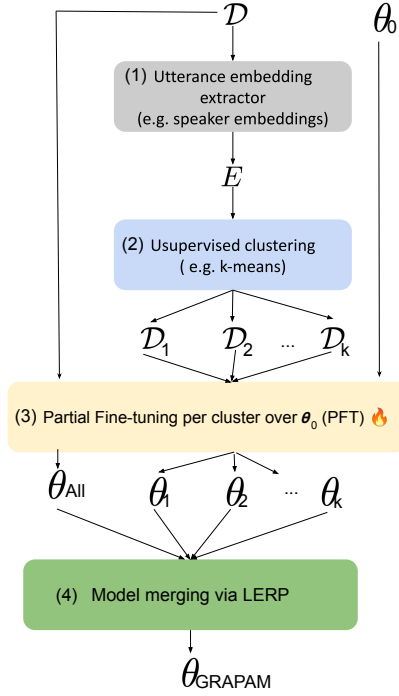 𝒟 θ₀
(1) Utterance embedding
extractor
(e.g. speaker embeddings)
E
(2) Usupervised clustering
( e.g. k-means)
𝒟₁ 𝒟₂ ... 𝒟ₖ
(3) Partial Fine-tuning per cluster over θ₀ (PFT) 🔥
θAll θ₁ θ₂ ... θₖ
(4) Model merging via LERP
θGRAPAM